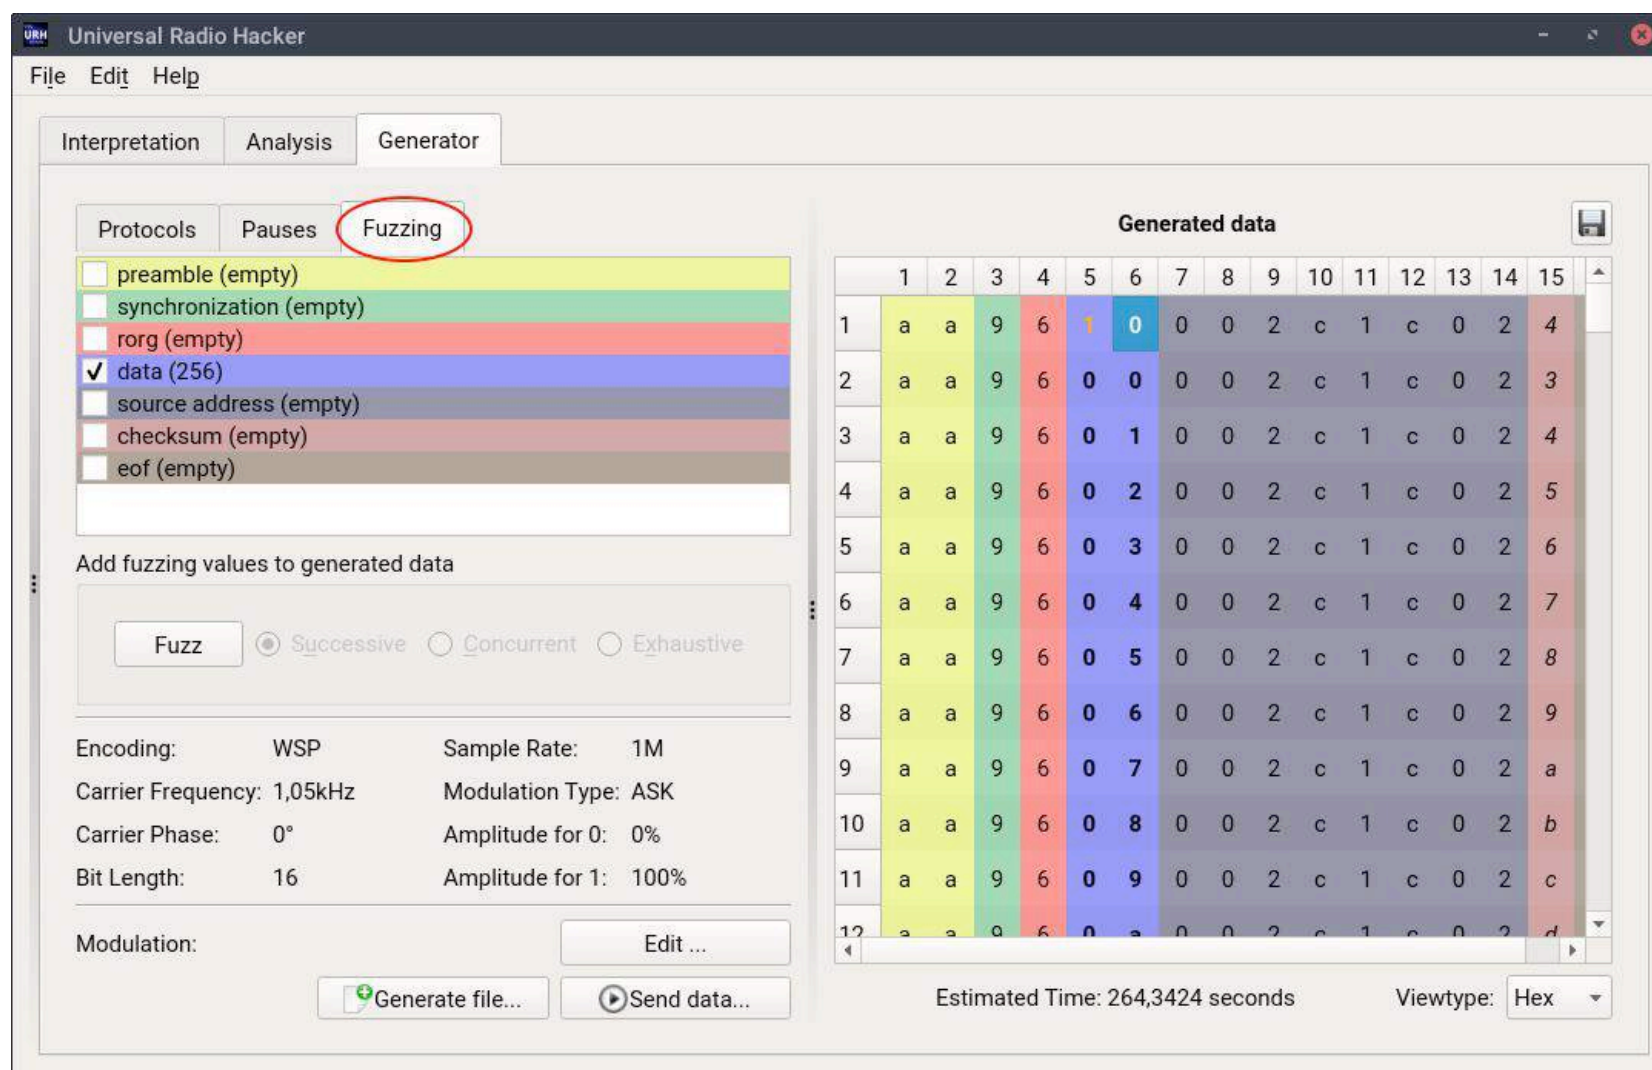 URH Universal Radio Hacker
File Edit Help
Interpretation Analysis Generator
Protocols Pauses Fuzzing
preamble (empty)
synchronization (empty)
rorg (empty)
data (256)
source address (empty)
checksum (empty)
eof (empty)
Add fuzzing values to generated data
Fuzz Successive Concurrent Exhaustive
Encoding: WSP Sample Rate: 1M
Carrier Frequency: 1,05kHz Modulation Type: ASK
Carrier Phase: 0° Amplitude for 0: 0%
Bit Length: 16 Amplitude for 1: 100%
Modulation: Edit ...
Generate file... Send data...
Generated data
1 2 3 4 5 6 7 8 9 10 11 12 13 14 15
1 a a 9 6 1 0 0 0 2 c 1 c 0 2 4
2 a a 9 6 0 0 0 0 2 c 1 c 0 2 3
3 a a 9 6 0 1 0 0 2 c 1 c 0 2 4
4 a a 9 6 0 2 0 0 2 c 1 c 0 2 5
5 a a 9 6 0 3 0 0 2 c 1 c 0 2 6
6 a a 9 6 0 4 0 0 2 c 1 c 0 2 7
7 a a 9 6 0 5 0 0 2 c 1 c 0 2 8
8 a a 9 6 0 6 0 0 2 c 1 c 0 2 9
9 a a 9 6 0 7 0 0 2 c 1 c 0 2 a
10 a a 9 6 0 8 0 0 2 c 1 c 0 2 b
11 a a 9 6 0 9 0 0 2 c 1 c 0 2 c
12 a a 9 6 0 a 0 0 2 c 1 c 0 2 d
Estimated Time: 264,3424 seconds Viewtype: Hex